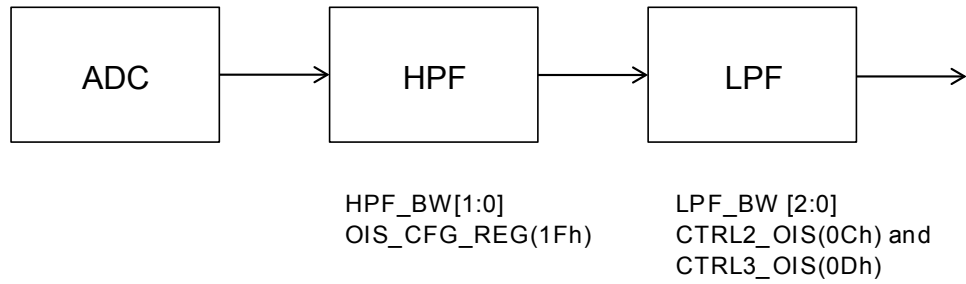 ADC
HPF
LPF
HPF_BW[1:0]
OIS_CFG_REG(1Fh)
LPF_BW [2:0]
CTRL2_OIS(0Ch) and
CTRL3_OIS(0Dh)